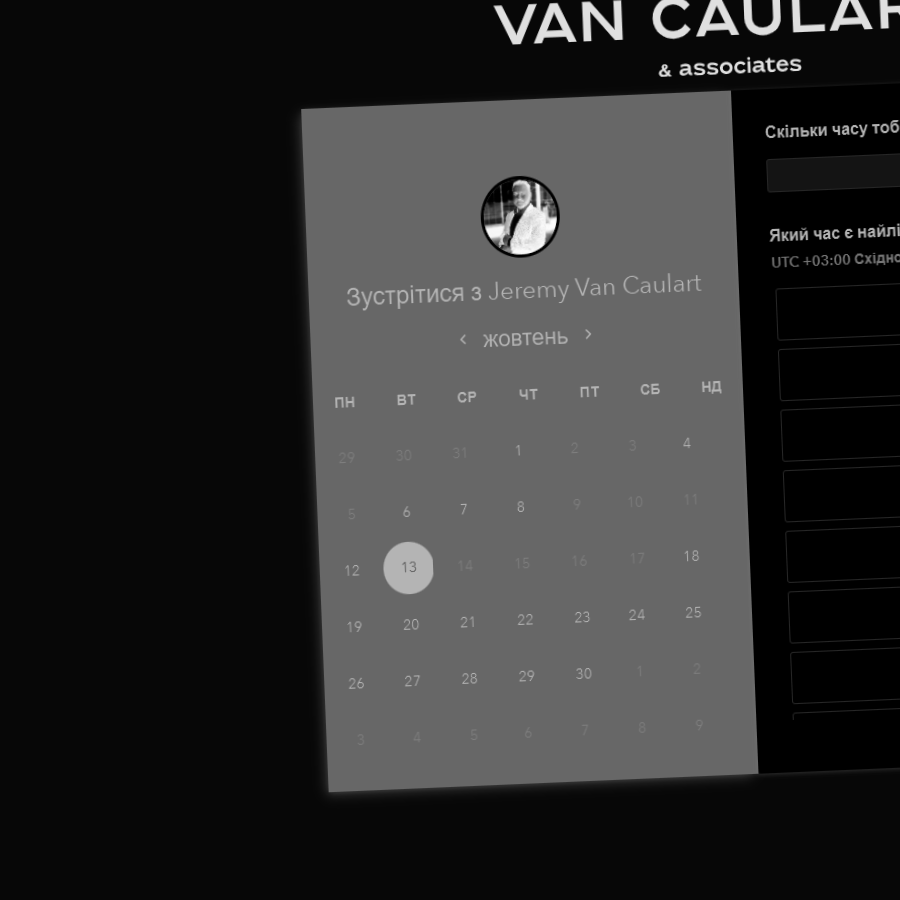 VAN CAULAR
& associates
Скільки часу тоб
Який час є найлі
UTC +03:00 Східно
Зустрітися з Jeremy Van Caulart
‹ жовтень ›
ПН ВТ СР ЧТ ПТ СБ НД
29 30 31 1 2 3 4
5 6 7 8 9 10 11
12 13 14 15 16 17 18
19 20 21 22 23 24 25
26 27 28 29 30 1 2
3 4 5 6 7 8 9